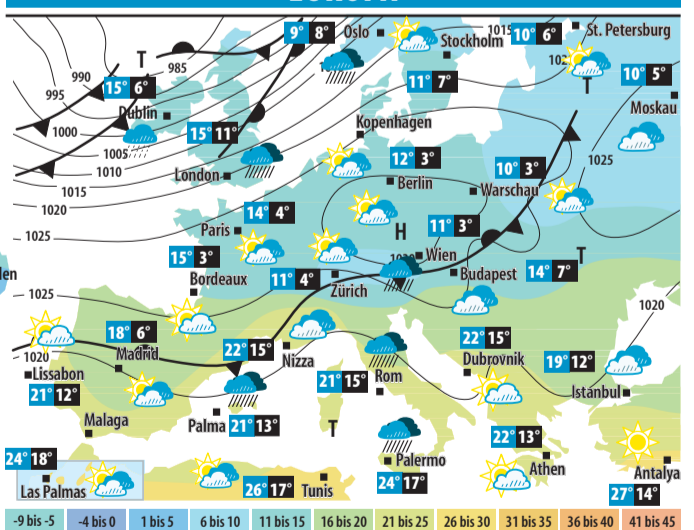 9° 8° Oslo
1015
10° 6° St. Petersburg
Stockholm
T
985
990
15° 6°
995
11° 7°
T
10° 5°
Dublin
Moskau
1000
15° 11°
Kopenhagen
1005
1010
London
12° 3°
10° 3°
1025
1015
Berlin
Warschau
1020
14° 4°
Paris
11° 3°
1025
H
15° 3°
Wien
T
Bordeaux
11° 4°
Zürich
Budapest
14° 7°
1025
1020
18° 6°
22° 15°
22° 15°
1020
Madrid
Nizza
Dubrovnik
19° 12°
Lissabon
21° 15°
Rom
21° 12°
Istanbul
Malaga
Palma 21° 13°
T
22° 13°
24° 18°
Palermo
Athen
Antalya
Las Palmas
26° 17° Tunis
24° 17°
27° 14°
-9 bis -5 -4 bis 0 1 bis 5 6 bis 10 11 bis 15 16 bis 20 21 bis 25 26 bis 30 31 bis 35 36 bis 40 41 bis 45